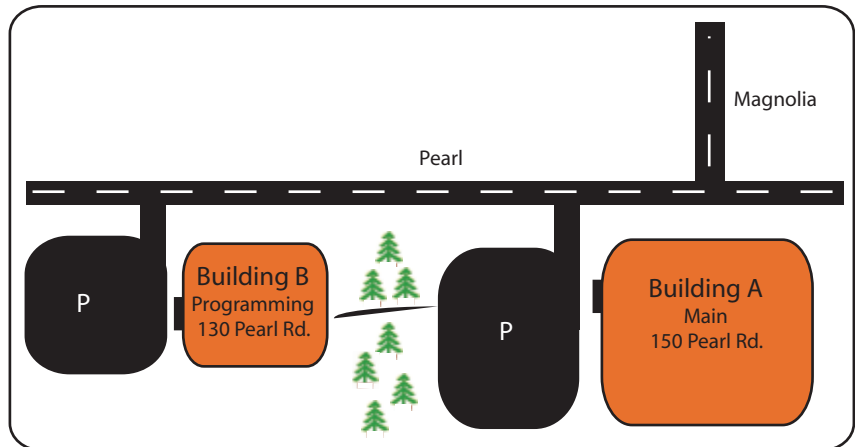 Magnolia
Pearl
P
Building B
Programming
130 Pearl Rd.
P
Building A
Main
150 Pearl Rd.